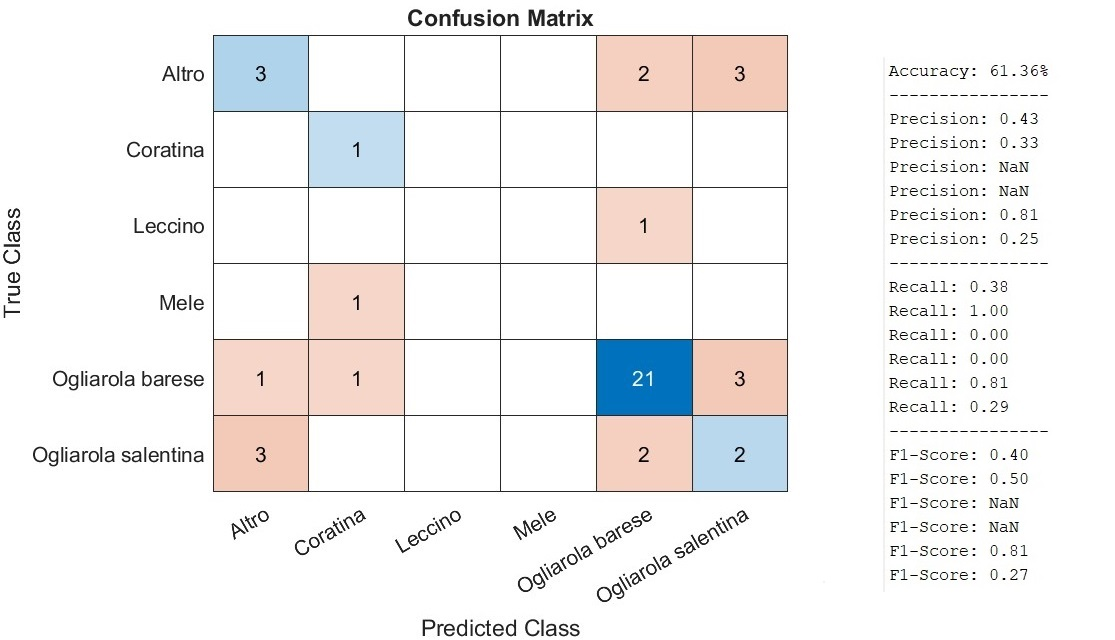 Confusion Matrix
True Class
Altro 3 2 3
Coratina 1
Leccino 1
Mele 1
Ogliarola barese 1 1 21 3
Ogliarola salentina 3 2 2
Altro Coratina Leccino Mele Ogliarola barese Ogliarola salentina
Predicted Class
Accuracy: 61.36%
----------------
Precision: 0.43
Precision: 0.33
Precision: NaN
Precision: NaN
Precision: 0.81
Precision: 0.25
----------------
Recall: 0.38
Recall: 1.00
Recall: 0.00
Recall: 0.00
Recall: 0.81
Recall: 0.29
----------------
F1-Score: 0.40
F1-Score: 0.50
F1-Score: NaN
F1-Score: NaN
F1-Score: 0.81
F1-Score: 0.27